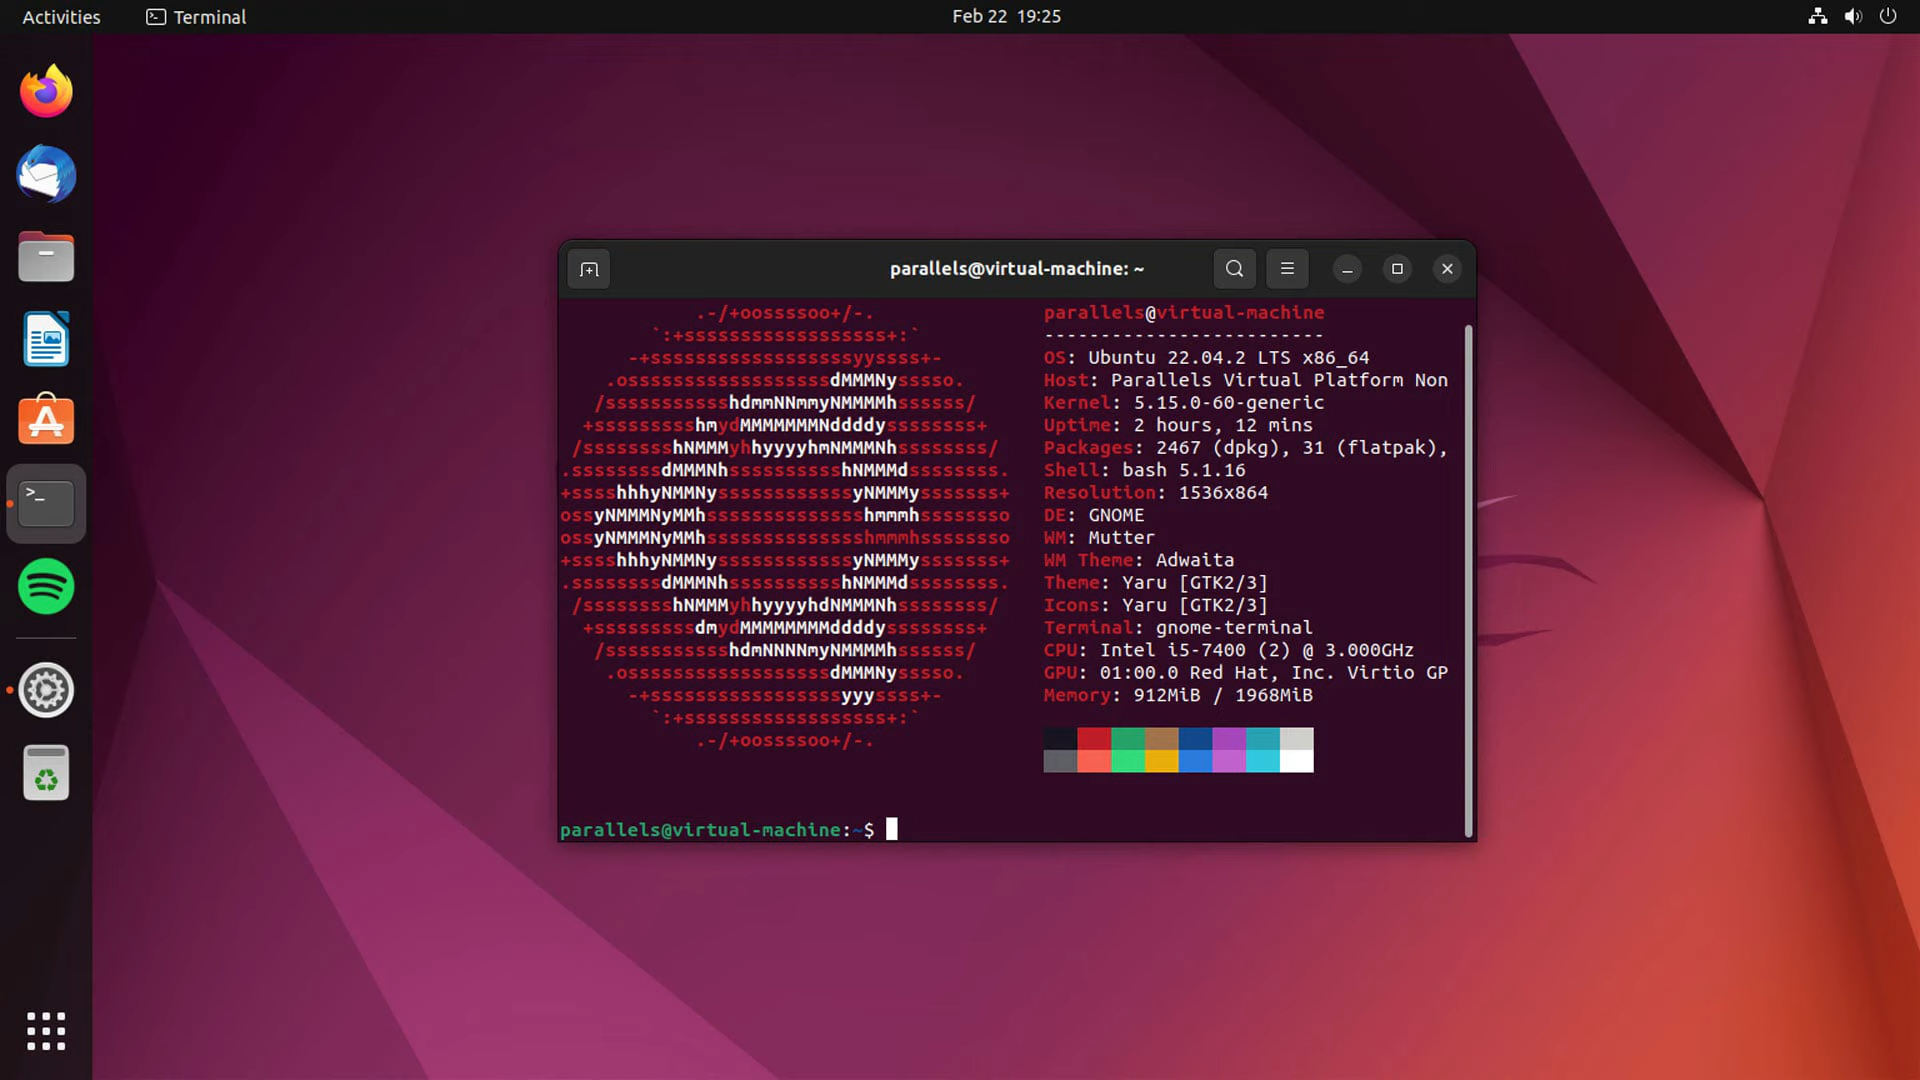 Activities
Terminal
Feb 22 19:25
parallels@virtual-machine: ~
.-/+oossssoo+/-.
`:+ssssssssssssssssss+:`
-+ssssssssssssssssssyyssss+-
.ossssssssssssssssssdMMMNysssso.
/ssssssssssshdmmNNmmyNMMMMhssssss/
+ssssssssshmydMMMMMMMNddddyssssssss+
/sssssssshNMMMyhhyyyyhmNMMMNhssssssss/
.ssssssssdMMMNhsssssssssshNMMMdssssssss.
+sssshhhyNMMNyssssssssssssyNMMMysssssss+
ossyNMMMNyMMhsssssssssssssshmmmhssssssso
ossyNMMMNyMMhsssssssssssssshmmmhssssssso
+sssshhhyNMMNyssssssssssssyNMMMysssssss+
.ssssssssdMMMNhsssssssssshNMMMdssssssss.
/sssssssshNMMMyhhyyyyhdNMMMNhssssssss/
+sssssssssdmydMMMMMMMMddddyssssssss+
/ssssssssssshdmNNNNmyNMMMMhssssss/
.ossssssssssssssssssdMMMNysssso.
-+sssssssssssssssssyyyssss+-
`:+ssssssssssssssssss+:`
.-/+oossssoo+/-.
parallels@virtual-machine
-------------------------
OS: Ubuntu 22.04.2 LTS x86_64
Host: Parallels Virtual Platform Non
Kernel: 5.15.0-60-generic
Uptime: 2 hours, 12 mins
Packages: 2467 (dpkg), 31 (flatpak),
Shell: bash 5.1.16
Resolution: 1536x864
DE: GNOME
WM: Mutter
WM Theme: Adwaita
Theme: Yaru [GTK2/3]
Icons: Yaru [GTK2/3]
Terminal: gnome-terminal
CPU: Intel i5-7400 (2) @ 3.000GHz
GPU: 01:00.0 Red Hat, Inc. Virtio GP
Memory: 912MiB / 1968MiB
parallels@virtual-machine:~$